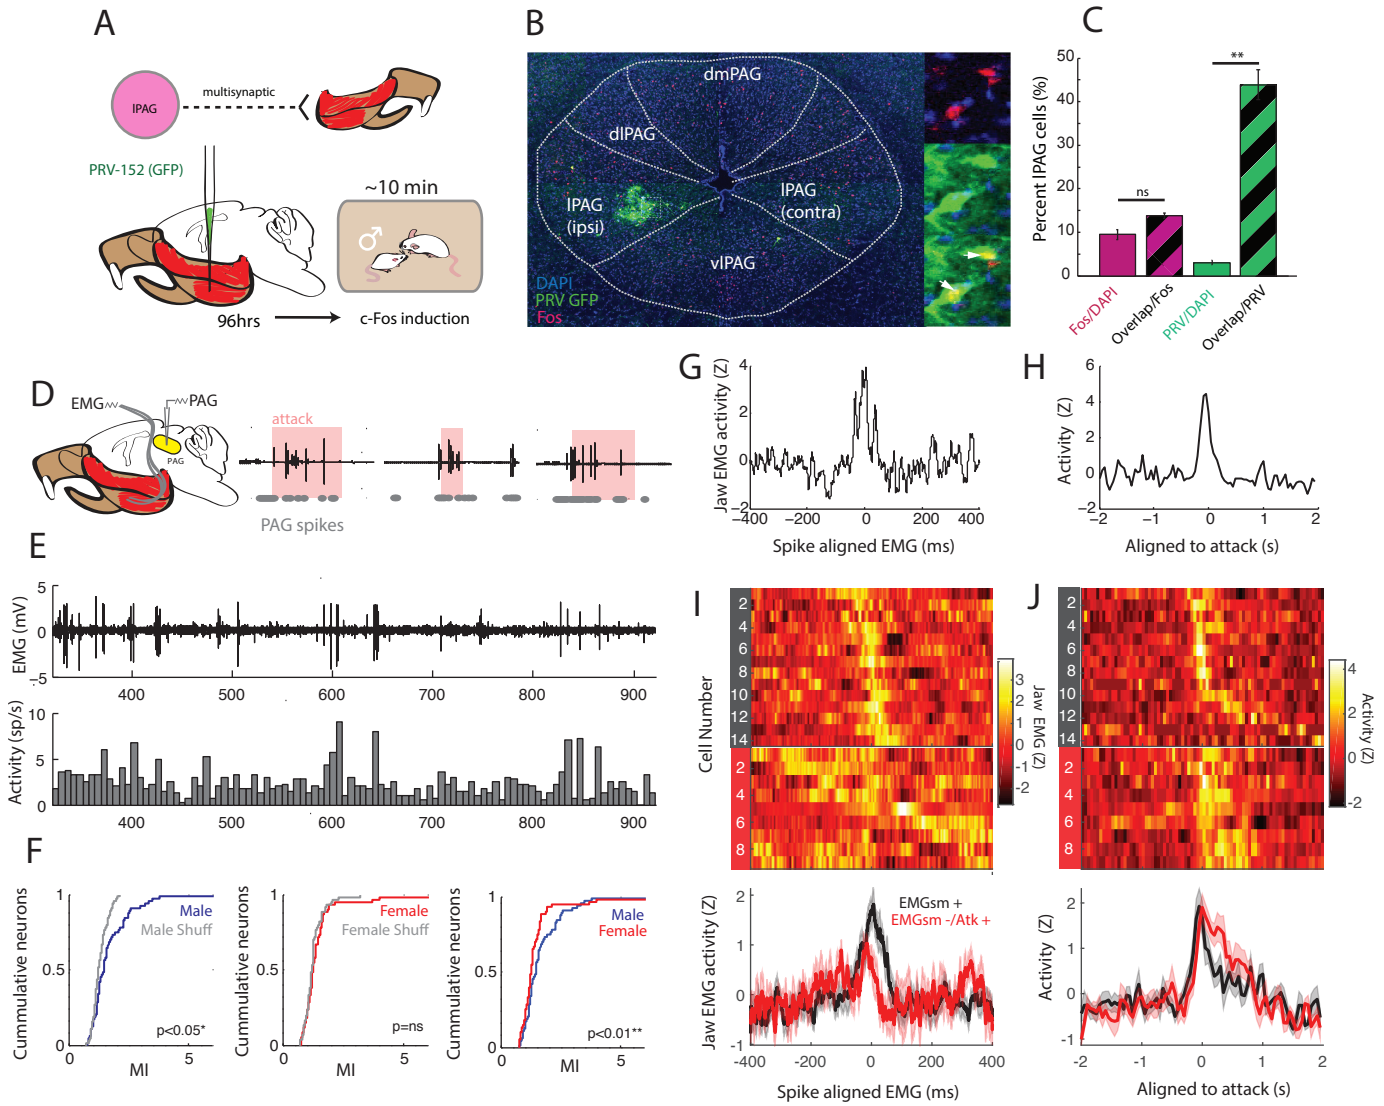 A
lPAG
multisynaptic
PRV-152 (GFP)
~10 min
♂
96hrs
c-Fos induction
B
dmPAG
dlPAG
lPAG
(ipsi)
lPAG
(contra)
vlPAG
DAPI
PRV GFP
Fos
C
Percent lPAG cells (%)
50
40
30
20
10
0
ns
**
Fos/DAPI
Overlap/Fos
PRV/DAPI
Overlap/PRV
D
EMG
PAG
PAG
attack
PAG spikes
E
EMG (mV)
5
0
-5
400 500 600 700 800 900
Activity (sp/s)
10
5
0
400 500 600 700 800 900
F
Cummulative neurons
1
0.5
0
0 5
MI
Male
Male Shuff
p<0.05*
Cummulative neurons
1
0.5
0
0 5
MI
Female
Female Shuff
p=ns
Cummulative neurons
1
0.5
0
0 5
MI
Male
Female
p<0.01**
G
Jaw EMG activity (Z)
4
2
0
-2
-400 -200 0 200 400
Spike aligned EMG (ms)
H
Activity (Z)
6
4
2
0
-2
-2 -1 0 1 2
Aligned to attack (s)
I
Cell Number
2
4
6
8
10
12
14
2
4
6
8
3
2
1
0
-1
-2
Jaw EMG (Z)
Jaw EMG activity (Z)
2
1
0
-1
EMGsm +
EMGsm -/Atk +
-400 -200 0 200 400
Spike aligned EMG (ms)
J
2
4
6
8
10
12
14
2
4
6
8
4
2
0
-2
Activity (Z)
Activity (Z)
2
1
0
-1
-2 -1 0 1 2
Aligned to attack (s)